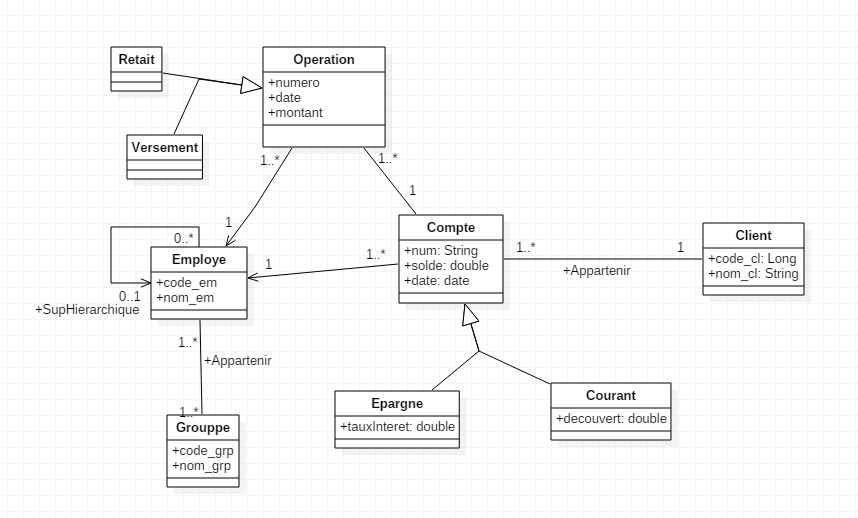 Retait
Operation
+numero
+date
+montant
Versement
1..*
1..*
1
1
0..*
Employe
+code_em
+nom_em
0..1
+SupHierarchique
1
1..*
Compte
+num: String
+solde: double
+date: date
1..*
1
+Appartenir
Client
+code_cl: Long
+nom_cl: String
1..*
+Appartenir
1..*
Grouppe
+code_grp
+nom_grp
Epargne
+tauxInteret: double
Courant
+decouvert: double